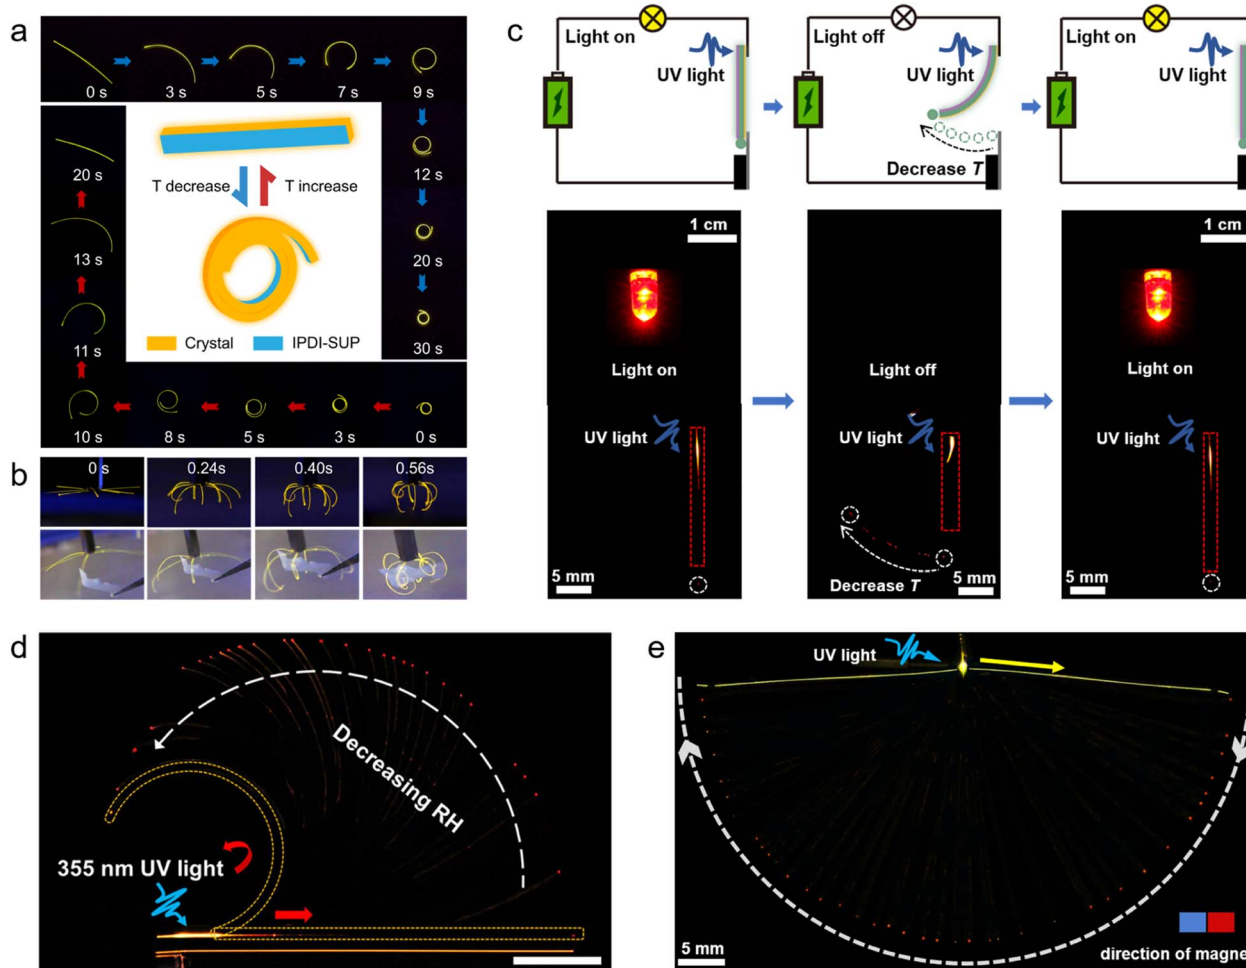 a
0 s
3 s
5 s
7 s
9 s
12 s
20 s
30 s
20 s
13 s
11 s
10 s
8 s
5 s
3 s
0 s
T decrease
T increase
Crystal
IPDI-SUP
b
0 s
0.24s
0.40s
0.56s
c
Light on
UV light
Light off
UV light
Decrease T
Light on
UV light
1 cm
Light on
UV light
5 mm
Light off
UV light
Decrease T
5 mm
1 cm
Light on
UV light
5 mm
d
Decreasing RH
355 nm UV light
e
UV light
5 mm
direction of magne